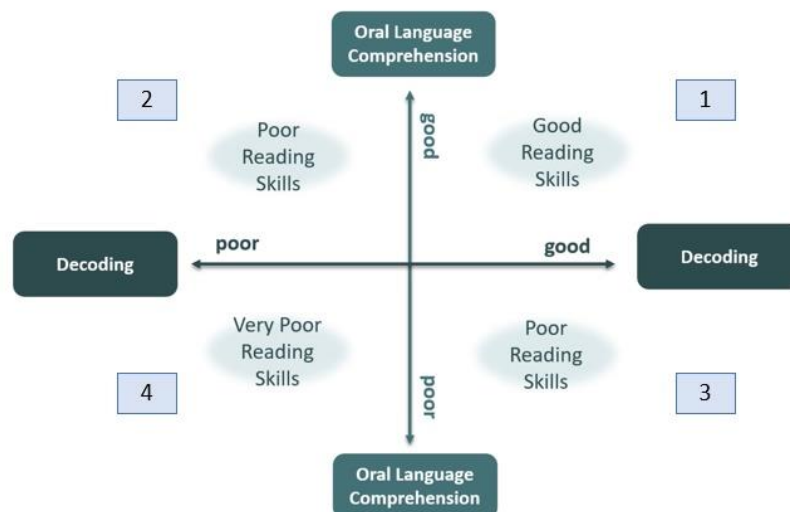 Oral Language
Comprehension
2
1
Poor
Reading
Skills
good
Good
Reading
Skills
Decoding
poor
good
Decoding
Very Poor
Reading
Skills
poor
Poor
Reading
Skills
4
3
Oral Language
Comprehension